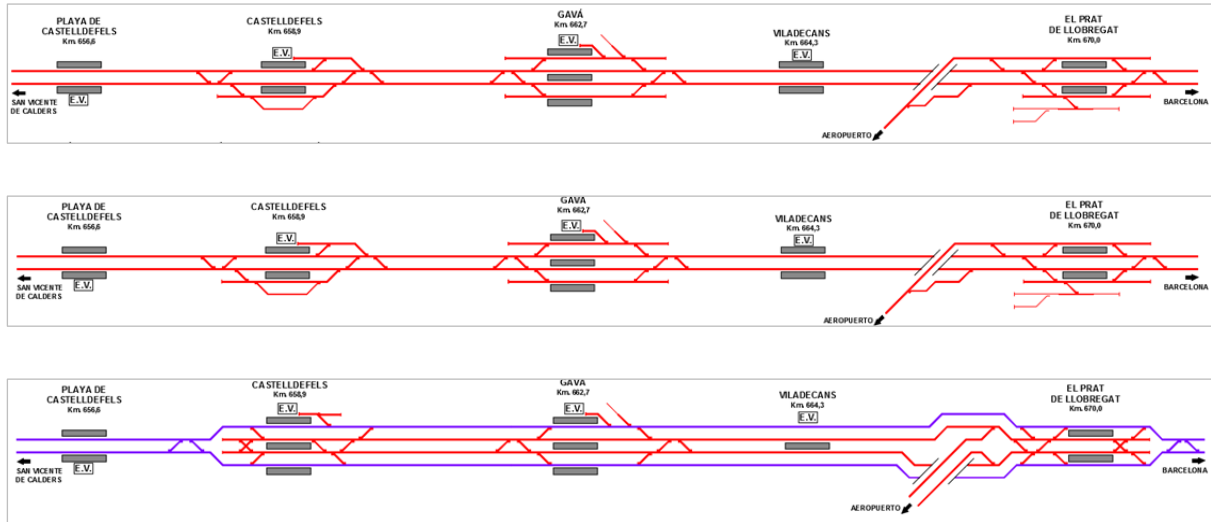 PLAYA DE
CASTELLDEFELS
Km. 656,6
E.V.
SAN VICENTE
DE CALDERS
CASTELLDEFELS
Km. 658,9
E.V.
GAVÁ
Km. 662,7
E.V.
VILADECANS
Km. 664,3
E.V.
AEROPUERTO
EL PRAT
DE LLOBREGAT
Km. 670,0
BARCELONA
PLAYA DE
CASTELLDEFELS
Km. 656,6
E.V.
SAN VICENTE
DE CALDERS
CASTELLDEFELS
Km. 658,9
E.V.
GAVA
Km. 662,7
E.V.
VILADECANS
Km. 664,3
E.V.
AEROPUERTO
EL PRAT
DE LLOBREGAT
Km. 670,0
BARCELONA
PLAYA DE
CASTELLDEFELS
Km. 656,6
E.V.
SAN VICENTE
DE CALDERS
CASTELLDEFELS
Km. 658,9
E.V.
GAVA
Km. 662,7
E.V.
VILADECANS
Km. 664,3
E.V.
AEROPUERTO
EL PRAT
DE LLOBREGAT
Km. 670,0
BARCELONA